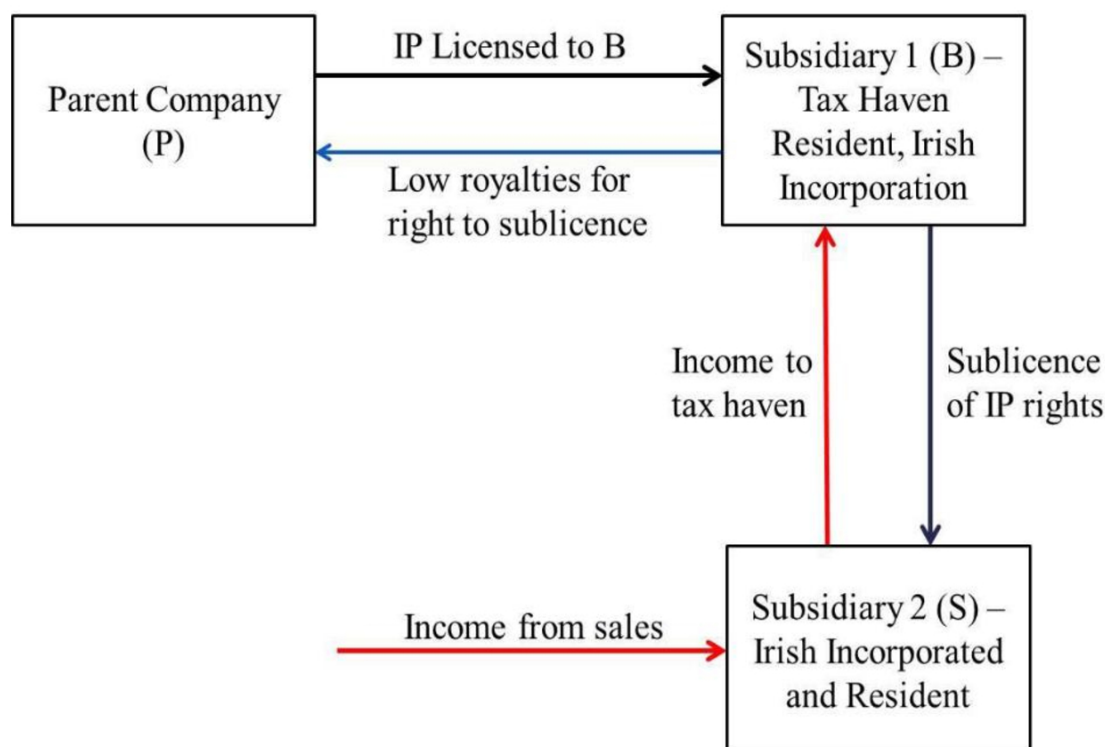 Parent Company
(P)
IP Licensed to B
Low royalties for
right to sublicence
Subsidiary 1 (B) –
Tax Haven
Resident, Irish
Incorporation
Income to
tax haven
Sublicence
of IP rights
Income from sales
Subsidiary 2 (S) –
Irish Incorporated
and Resident